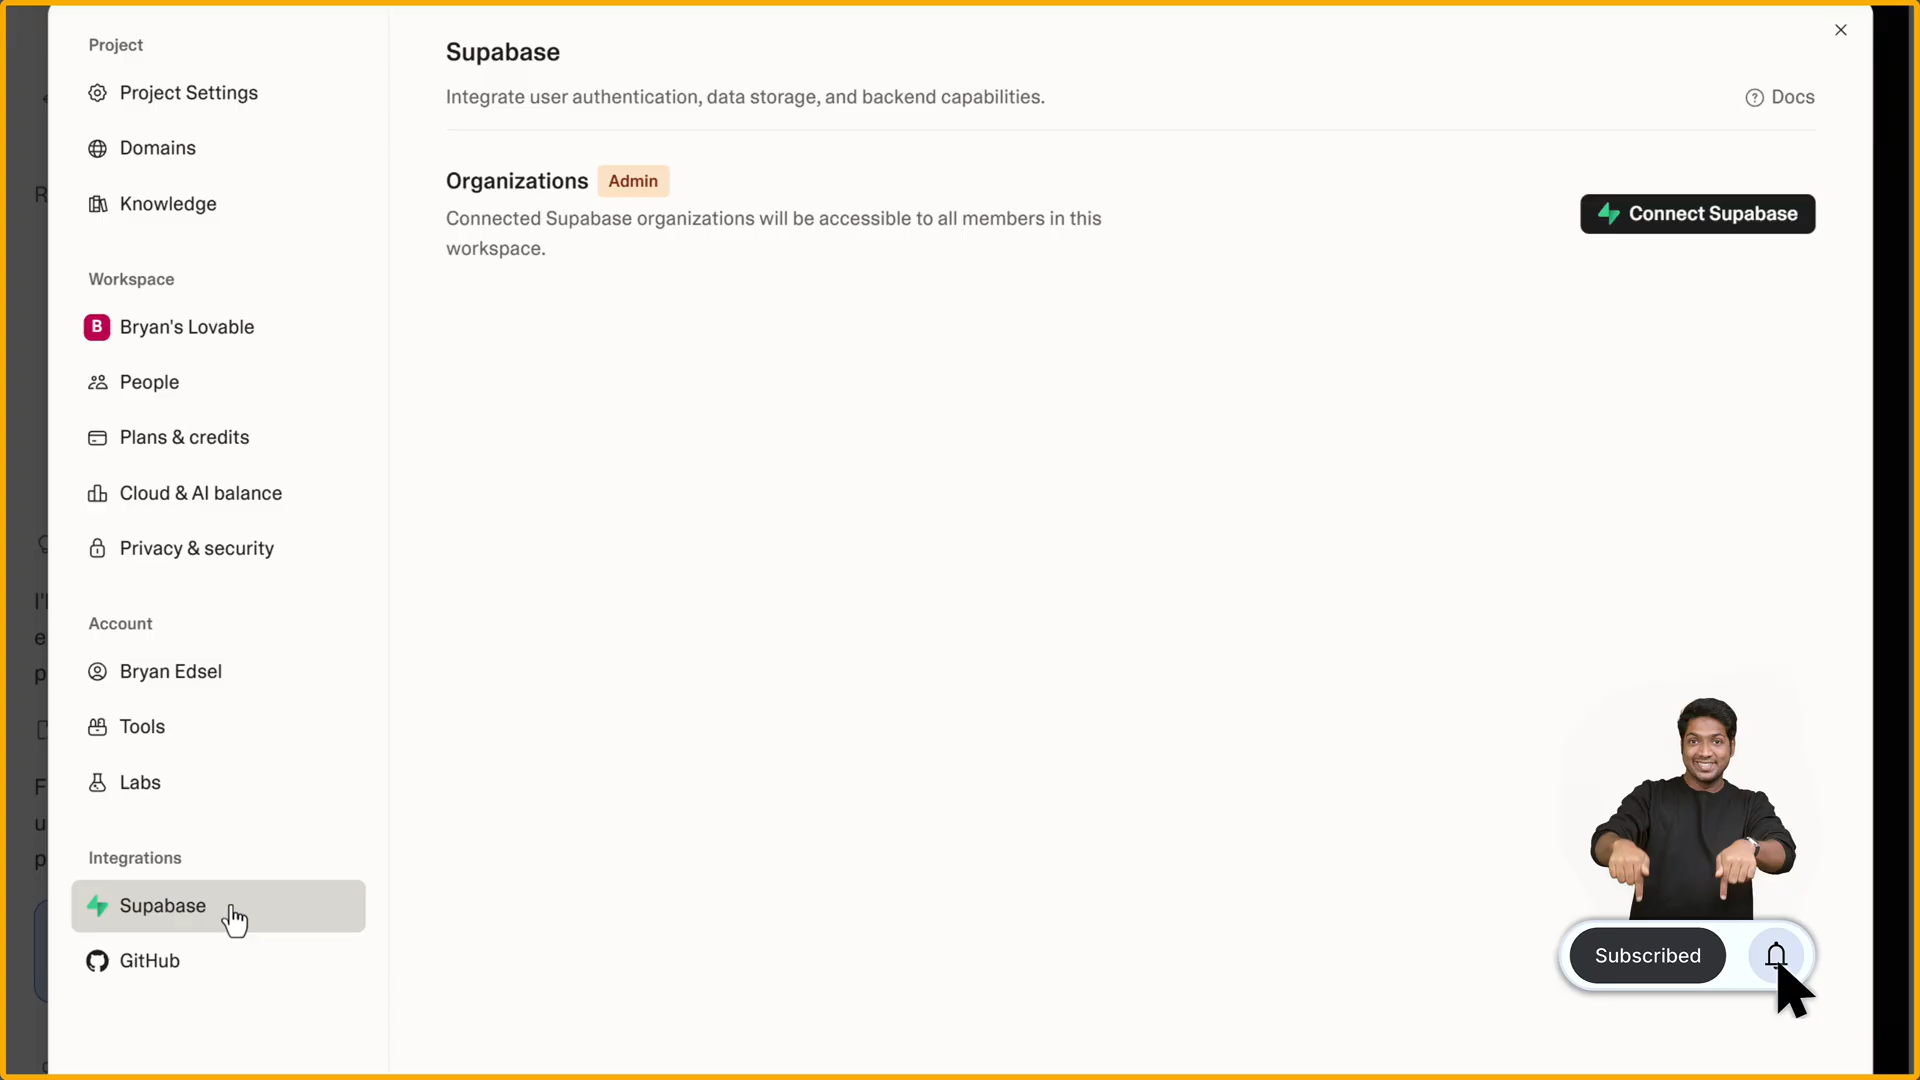 Project
Project Settings
Domains
Knowledge
Workspace
B Bryan's Lovable
People
Plans & credits
Cloud & AI balance
Privacy & security
Account
Bryan Edsel
Tools
Labs
Integrations
Supabase
GitHub
Supabase
Integrate user authentication, data storage, and backend capabilities.
Docs
Organizations Admin
Connected Supabase organizations will be accessible to all members in this
workspace.
Connect Supabase
Subscribed